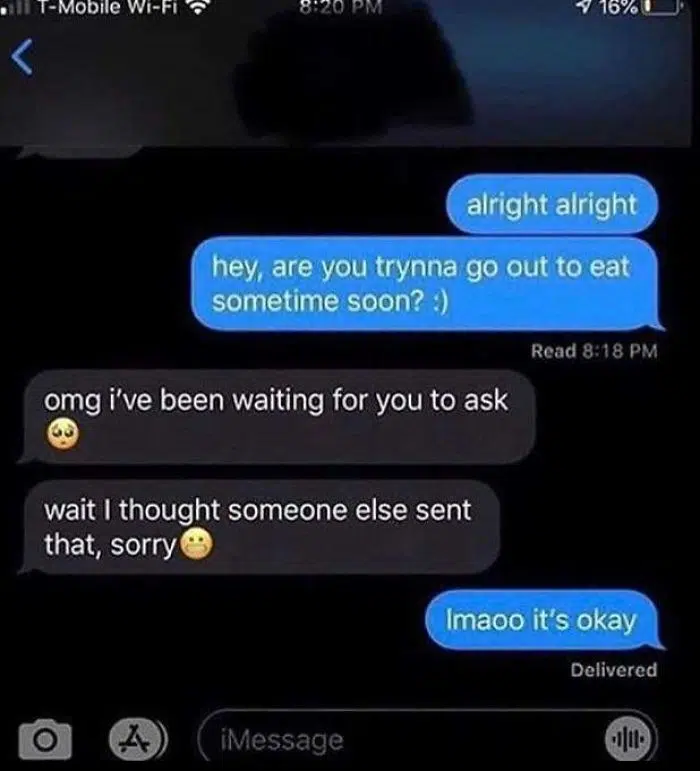 T-Mobile Wi-Fi 8:20 PM 16%
alright alright
hey, are you trynna go out to eat
sometime soon? :)
Read 8:18 PM
omg i've been waiting for you to ask
🥺
wait I thought someone else sent
that, sorry😬
lmaoo it's okay
Delivered
iMessage